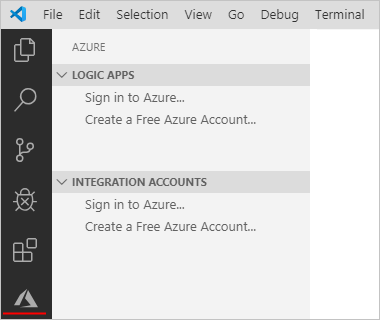 File Edit Selection View Go Debug Terminal
AZURE
LOGIC APPS
Sign in to Azure...
Create a Free Azure Account...
INTEGRATION ACCOUNTS
Sign in to Azure...
Create a Free Azure Account...